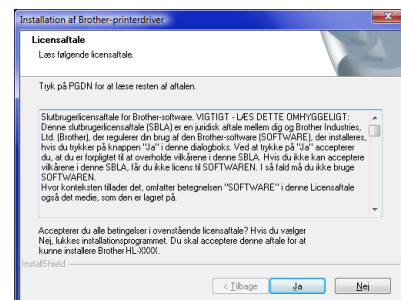 Installation af Brother-printerdriver
Licensaftale
Læs følgende licensaftale.
Tryk på PGDN for at læse resten af aftalen.
Slutbrugerlicensaftale for Brother-software. VIGTIGT - LÆS DETTE OMHYGGELIGT:
Denne slutbrugerlicensaftale (SBLA) er en juridisk aftale mellem dig og Brother Industries,
Ltd. (Brother), der regulerer din brug af den Brother-software (SOFTWARE), der installeres,
hvis du trykker på knappen "Ja" i denne dialogboks. Ved at trykke på "Ja" accepterer
du, at du er forpligtet til at overholde vilkårene i denne SBLA. Hvis du ikke kan acceptere
vilkårene i denne SBLA, får du ikke licens til SOFTWAREN. I så fald må du ikke bruge
SOFTWAREN.
Hvor konteksten tillader det, omfatter betegnelsen "SOFTWARE" i denne Licensaftale
også det medie, som den er lagret på.
Accepterer du alle betingelser i ovenstående licensaftale? Hvis du vælger
Nej, lukkes installationsprogrammet. Du skal acceptere denne aftale for at
kunne installere Brother HL-XXXX.
InstallShield
< Tilbage
Ja
Nej